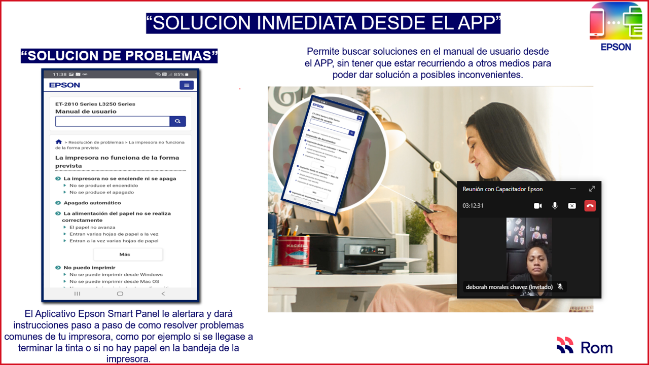 “SOLUCION INMEDIATA DESDE EL APP”
EPSON
“SOLUCION DE PROBLEMAS”
Permite buscar soluciones en el manual de usuario desde
el APP, sin tener que estar recurriendo a otros medios para
poder dar solución a posibles inconvenientes.
11:36
EPSON
ET-2810 Series L3250 Series
Manual de usuario
> Resolución de problemas > La impresora no funciona
de la forma prevista
La impresora no funciona de la forma
prevista
La impresora no se enciende ni se apaga
No se produce el encendido
No se produce el apagado
Apagado automático
La alimentación del papel no se realiza
correctamente
El papel no avanza
Entran varias hojas de papel a la vez
Entran a la vez varias hojas de papel
Más
No puedo imprimir
No se puede imprimir desde Windows
No se puede imprimir desde Mac OS
Reunión con Capacitador Epson
03:12:31
deborah morales chavez (Invitado)
El Aplicativo Epson Smart Panel le alertara y dará
instrucciones paso a paso de como resolver problemas
comunes de tu impresora, como por ejemplo si se llegase a
terminar la tinta o si no hay papel en la bandeja de la
impresora.
Rom